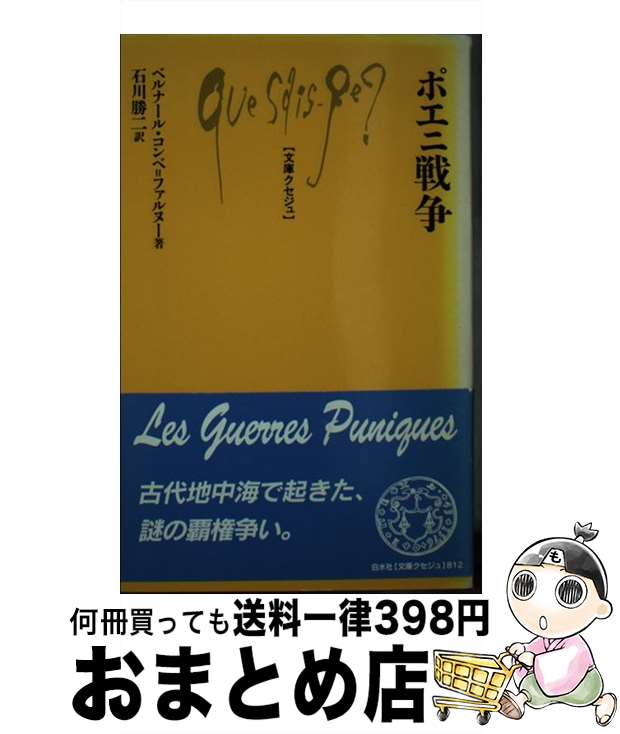 ポエニ戦争
Que sais-je?
[文庫クセジュ]
ベルナール・コンベ=ファルヌー著
石川勝二訳
Les Guerres Puniques
古代地中海で起きた、
謎の覇権争い。
白水社[文庫クセジュ]812
も
何冊買っても送料一律398円
おまとめ店